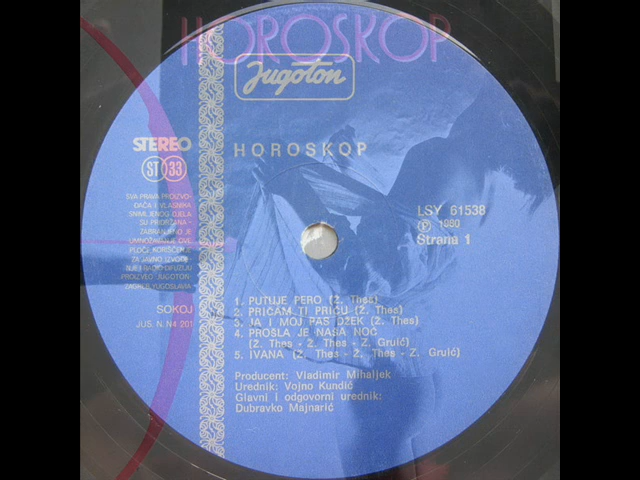 HOROSKOP
Jugoton
HOROSKOP
STEREO
ST 33
SVA PRAVA PROIZVO-
ĐAČA I VLASNIKA
SNIMLJENOG DJELA
SU PRIDRŽANA -
ZABRANJENO JE
UMNOŽAVANJE OVE
PLOČE, KORIŠĆENJE
ZA JAVNO IZVOĐE-
NJE I RADIO-DIFUZIJU
PROIZVEO JUGOTON-
ZAGREB, YUGOSLAVIA
SOKOJ
JUS. N. N4 201
LSY 61538
℗ 1980
Strana 1
1. PUTUJE PERO (Z. Thes)
2. PRIČAM TI PRIČU (Z. Thes)
3. JA I MOJ PAS DŽEK (Z. Thes)
4. PROŠLA JE NAŠA NOĆ
(Z. Thes - Z. Thes - Z. Gruić)
5. IVANA (Z. Thes - Z. Thes - Z. Gruić)
Producent: Vladimir Mihaljek
Urednik: Vojno Kundić
Glavni i odgovorni urednik:
Dubravko Majnarić